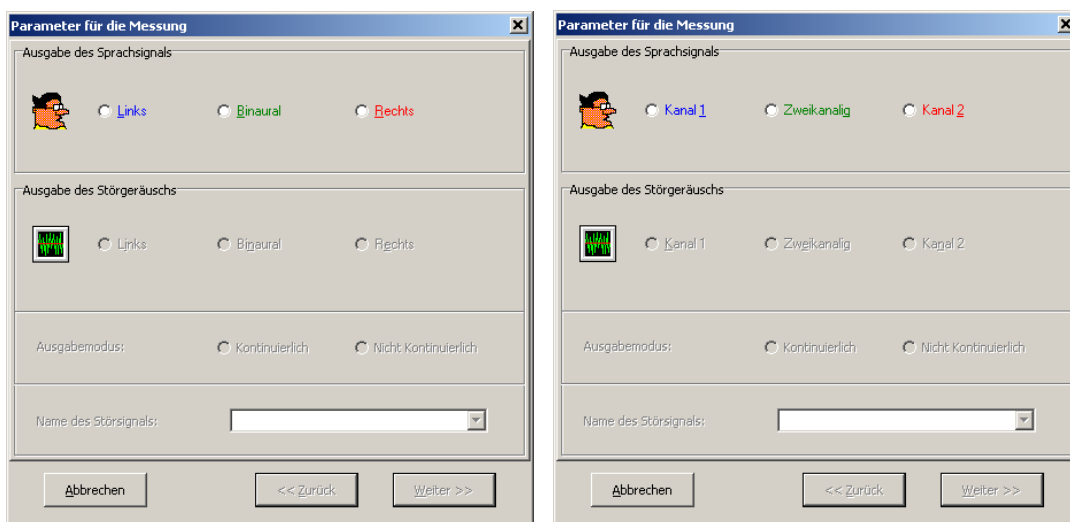 Parameter für die Messung
Ausgabe des Sprachsignals
Links Binaural Rechts
Ausgabe des Störgeräuschs
Links Binaural Rechts
Ausgabemodus: Kontinuierlich Nicht Kontinuierlich
Name des Störsignals:
Abbrechen << Zurück Weiter >>
Parameter für die Messung
Ausgabe des Sprachsignals
Kanal 1 Zweikanalig Kanal 2
Ausgabe des Störgeräuschs
Kanal 1 Zweikanalig Kanal 2
Ausgabemodus: Kontinuierlich Nicht Kontinuierlich
Name des Störsignals:
Abbrechen << Zurück Weiter >>